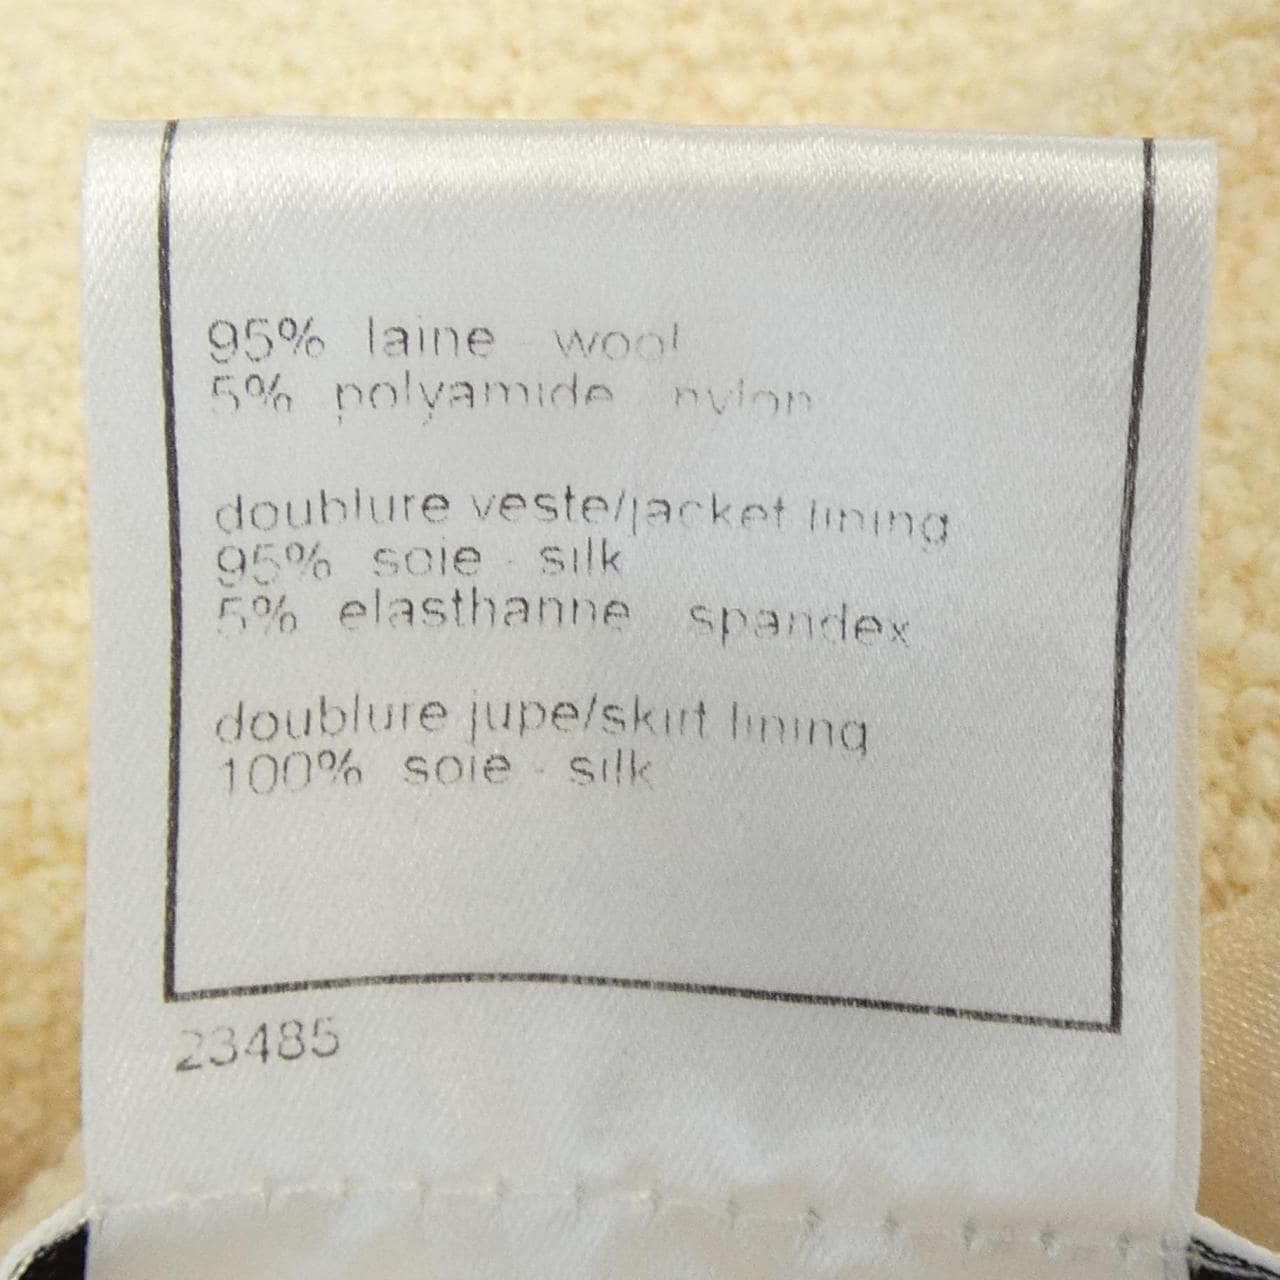 95% laine - wool
5% polyamide nylon
doublure veste/jacket lining
95% soie - silk
5% elasthanne spandex
doublure jupe/skirt lining
100% soie - silk
23485